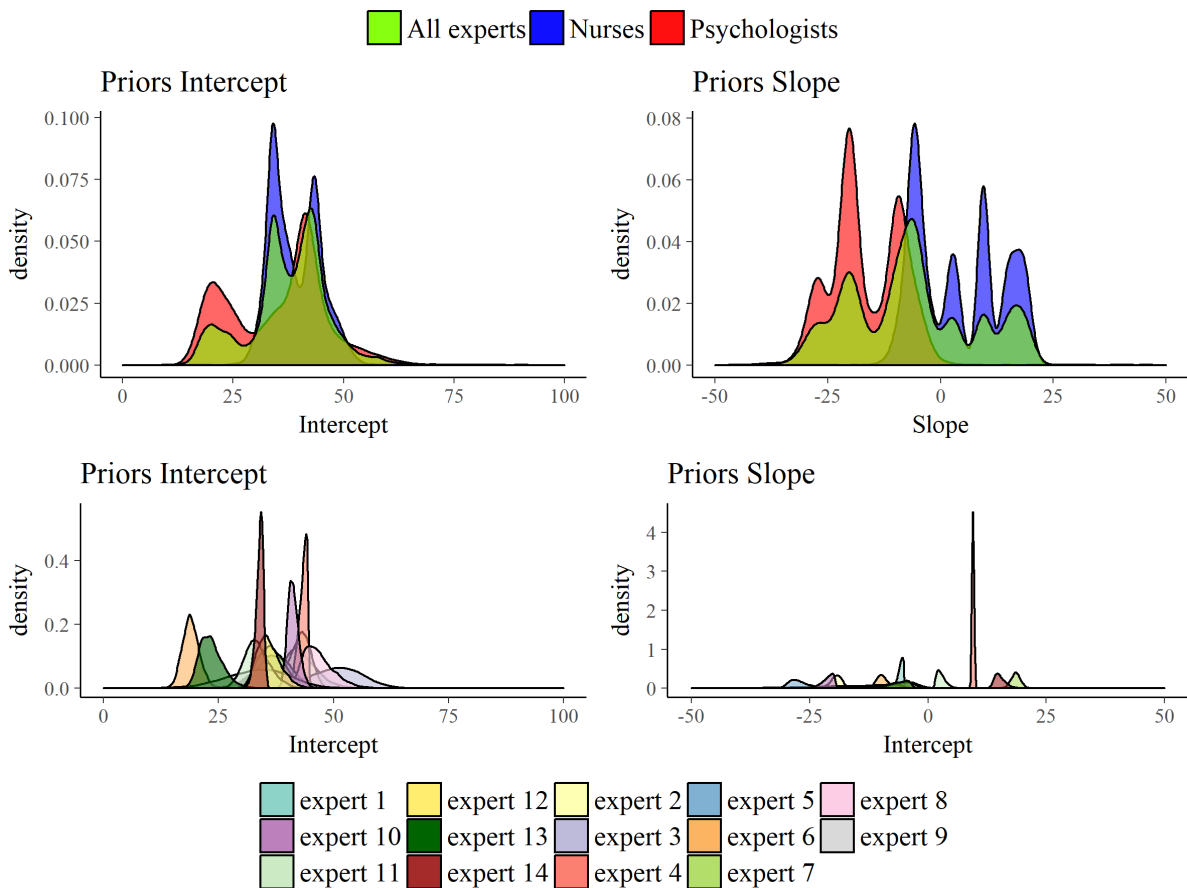 All experts Nurses Psychologists
Priors Intercept
0.100
0.075
0.050
0.025
0.000
density
0 25 50 75 100
Intercept
Priors Slope
0.08
0.06
0.04
0.02
0.00
density
-50 -25 0 25 50
Slope
Priors Intercept
0.4
0.2
0.0
density
0 25 50 75 100
Intercept
Priors Slope
4
3
2
1
0
density
-50 -25 0 25 50
Intercept
expert 1 expert 12 expert 2 expert 5 expert 8
expert 10 expert 13 expert 3 expert 6 expert 9
expert 11 expert 14 expert 4 expert 7